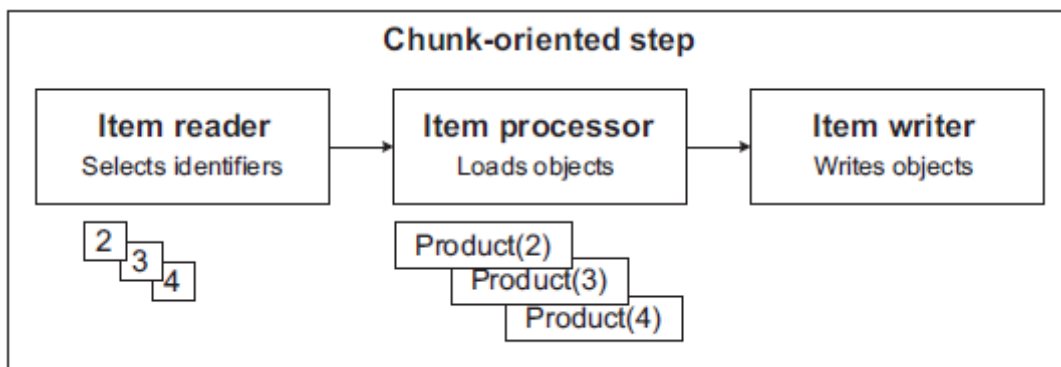 Chunk-oriented step
Item reader
Selects identifiers
Item processor
Loads objects
Item writer
Writes objects
2
3
4
Product(2)
Product(3)
Product(4)